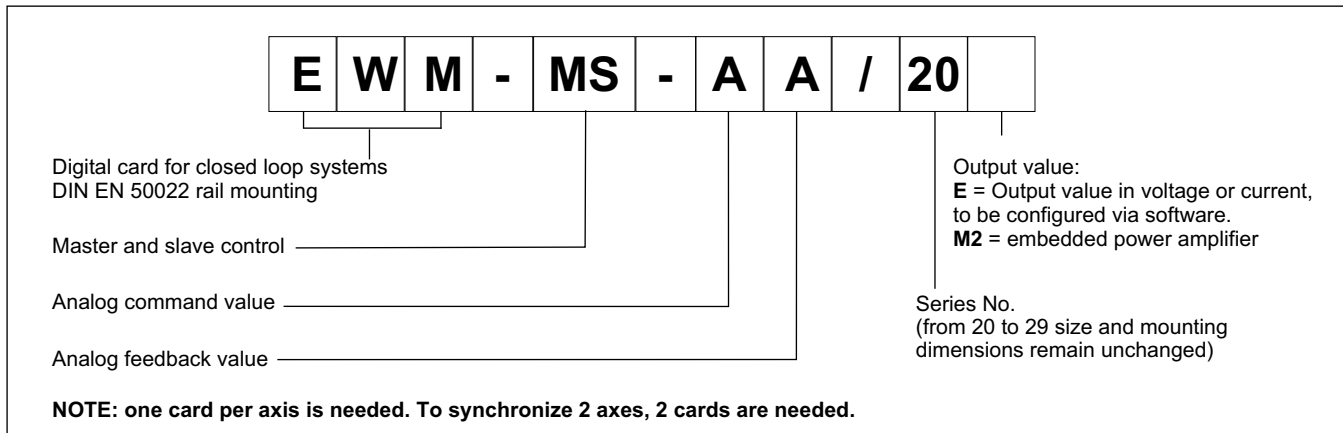 E W M - MS - A A / 20
Digital card for closed loop systems
DIN EN 50022 rail mounting
Master and slave control
Analog command value
Analog feedback value
Output value:
E = Output value in voltage or current,
to be configured via software.
M2 = embedded power amplifier
Series No.
(from 20 to 29 size and mounting
dimensions remain unchanged)
NOTE: one card per axis is needed. To synchronize 2 axes, 2 cards are needed.